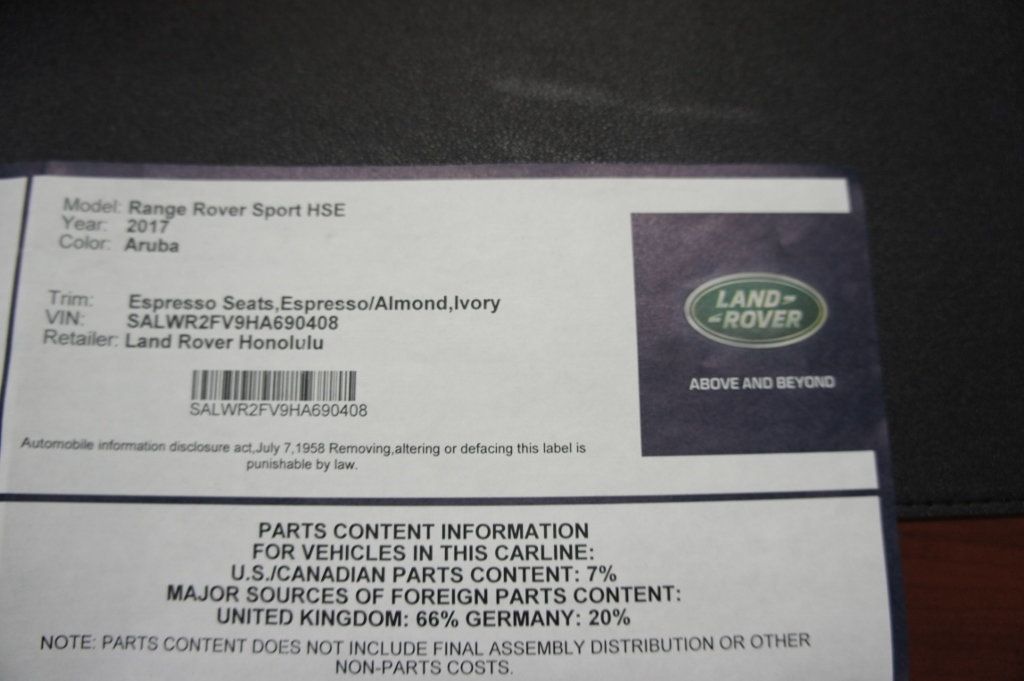 Model: Range Rover Sport HSE
Year: 2017
Color: Aruba
Trim: Espresso Seats,Espresso/Almond,Ivory
VIN: SALWR2FV9HA690408
Retailer: Land Rover Honolulu
SALWR2FV9HA690408
Automobile information disclosure act,July 7,1958 Removing,altering or defacing this label is
punishable by law.
LAND
ROVER
ABOVE AND BEYOND
PARTS CONTENT INFORMATION
FOR VEHICLES IN THIS CARLINE:
U.S./CANADIAN PARTS CONTENT: 7%
MAJOR SOURCES OF FOREIGN PARTS CONTENT:
UNITED KINGDOM: 66% GERMANY: 20%
NOTE: PARTS CONTENT DOES NOT INCLUDE FINAL ASSEMBLY DISTRIBUTION OR OTHER
NON-PARTS COSTS.